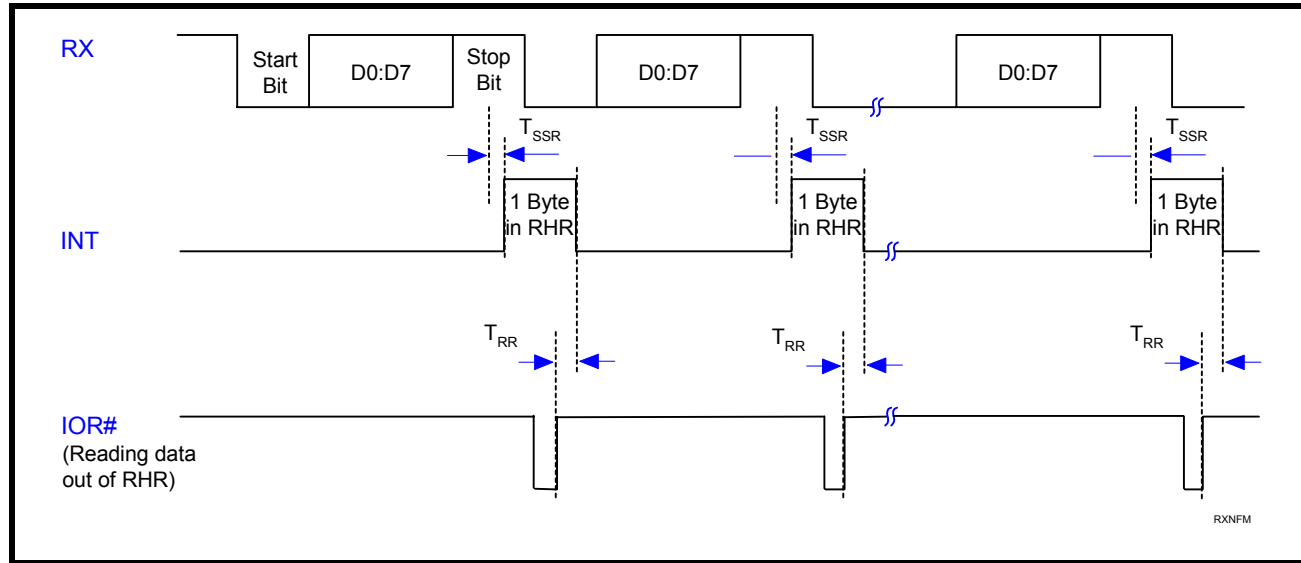 RX
Start
Bit
D0:D7
Stop
Bit
D0:D7
D0:D7
TSSR
TSSR
TSSR
INT
1 Byte
in RHR
1 Byte
in RHR
1 Byte
in RHR
TRR
TRR
TRR
IOR#
(Reading data
out of RHR)
RXNFM